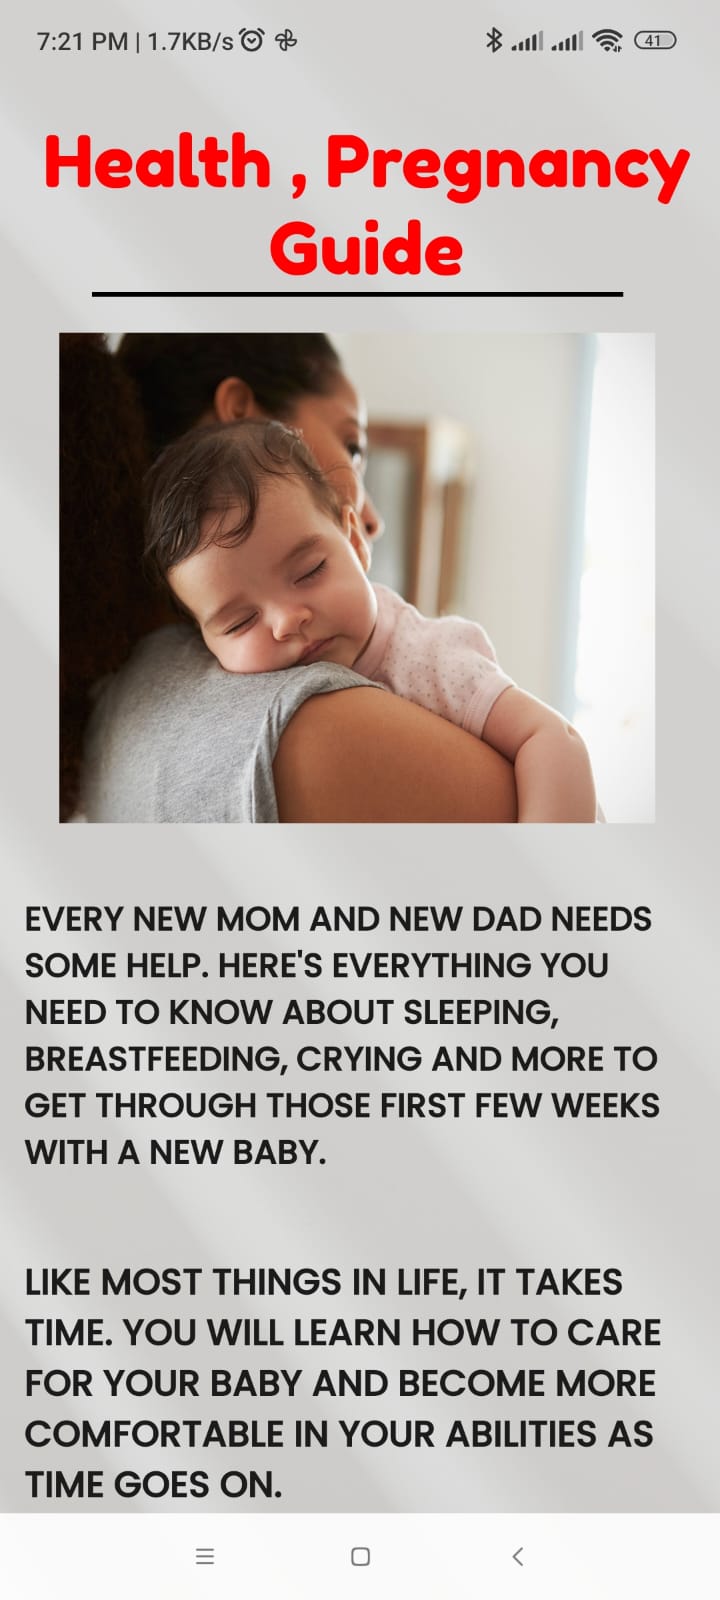 7:21 PM | 1.7KB/s
41
Health , Pregnancy
Guide
EVERY NEW MOM AND NEW DAD NEEDS
SOME HELP. HERE'S EVERYTHING YOU
NEED TO KNOW ABOUT SLEEPING,
BREASTFEEDING, CRYING AND MORE TO
GET THROUGH THOSE FIRST FEW WEEKS
WITH A NEW BABY.
LIKE MOST THINGS IN LIFE, IT TAKES
TIME. YOU WILL LEARN HOW TO CARE
FOR YOUR BABY AND BECOME MORE
COMFORTABLE IN YOUR ABILITIES AS
TIME GOES ON.